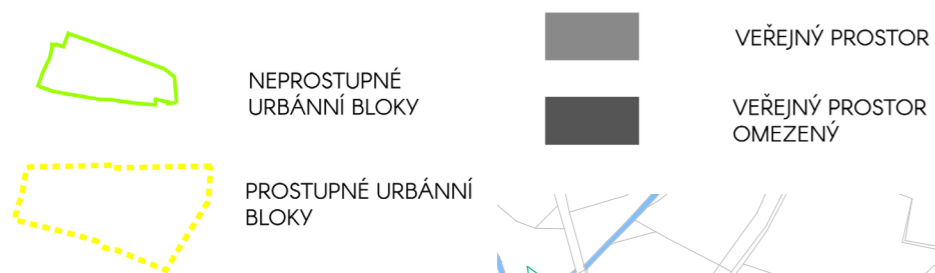 NEPROSTUPNÉ
URBÁNNÍ BLOKY
PROSTUPNÉ URBÁNNÍ
BLOKY
VEŘEJNÝ PROSTOR
VEŘEJNÝ PROSTOR
OMEZENÝ